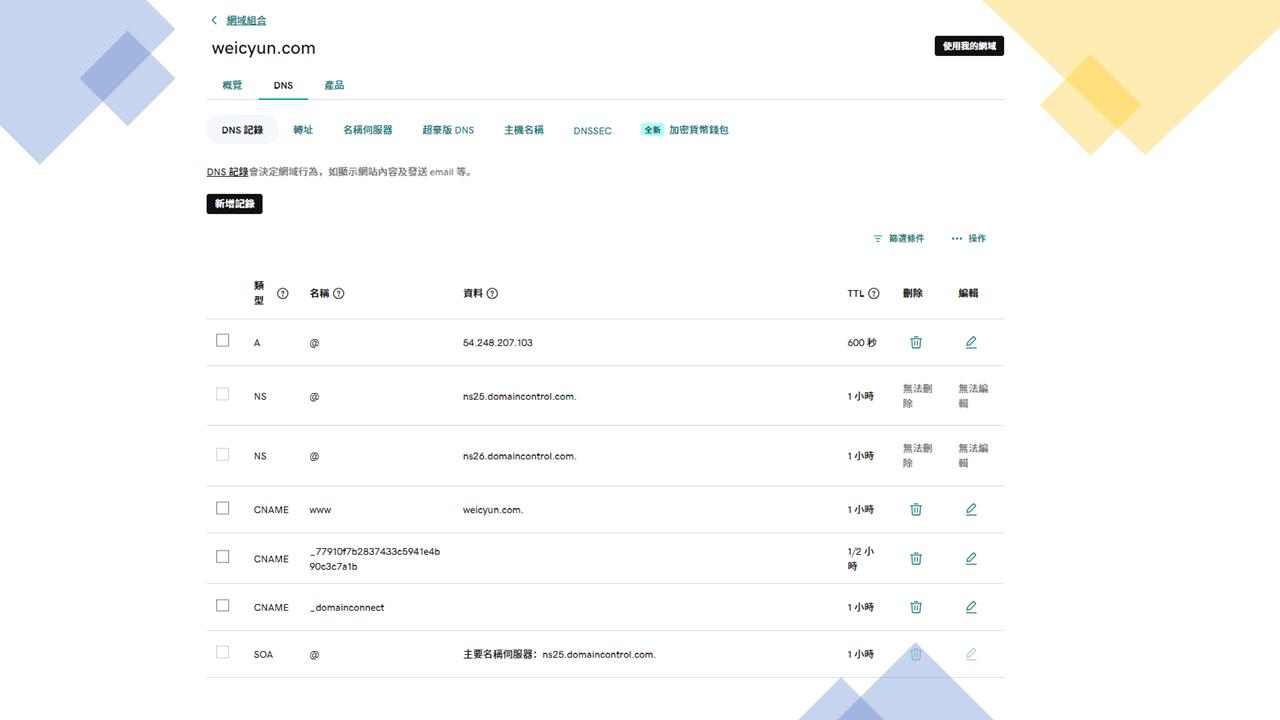 網域組合
weicyun.com
使用我的網域
概覽 DNS 產品
DNS 記錄 轉址 名稱伺服器 超豪版 DNS 主機名稱 DNSSEC 全新 加密貨幣錢包
DNS 記錄會決定網域行為，如顯示網站內容及發送 email 等。
新增記錄
篩選條件 ··· 操作
類型 ? 名稱 ? 資料 ? TTL ? 刪除 編輯
A @ 54.248.207.103 600 秒
NS @ ns25.domaincontrol.com. 1 小時 無法刪除 無法編輯
NS @ ns26.domaincontrol.com. 1 小時 無法刪除 無法編輯
CNAME www weicyun.com. 1 小時
CNAME _77910f7b2837433c5941e4b90c3c7a1b 1/2 小時
CNAME _domainconnect 1 小時
SOA @ 主要名稱伺服器：ns25.domaincontrol.com. 1 小時